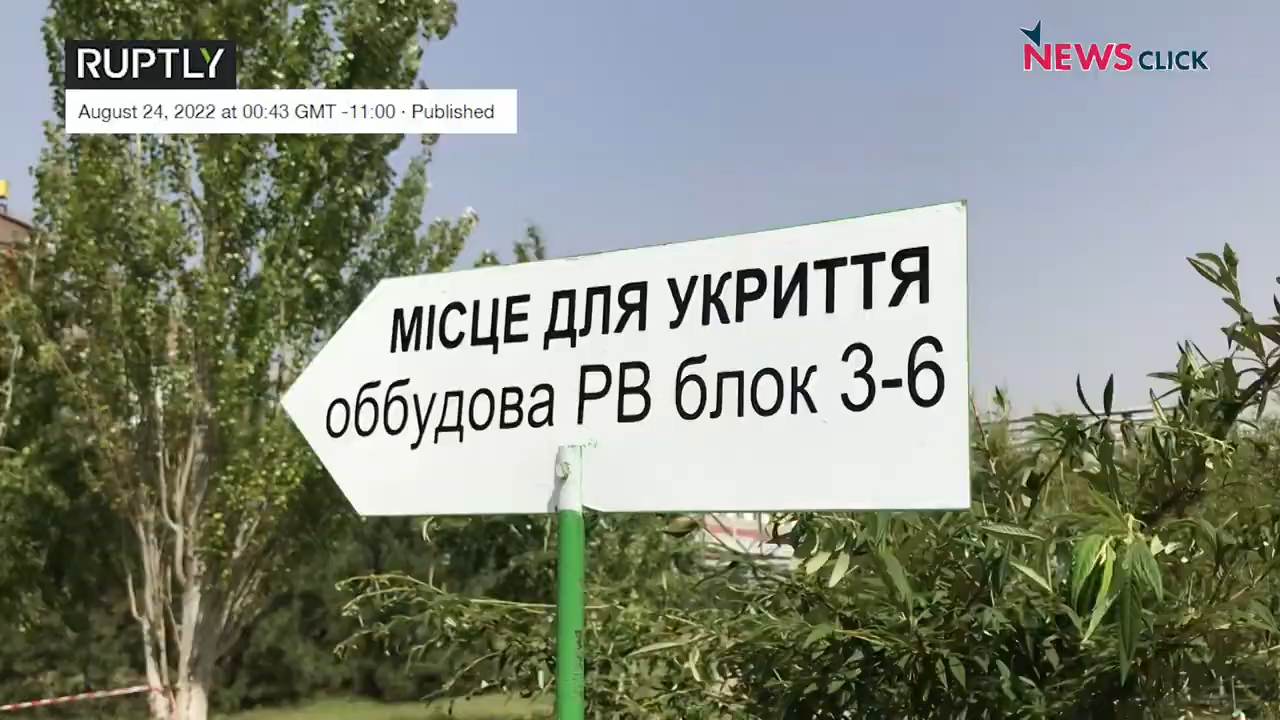 RUPTLY
August 24, 2022 at 00:43 GMT -11:00 · Published
NEWS CLICK
МІСЦЕ ДЛЯ УКРИТТЯ
оббудова РВ блок 3-6